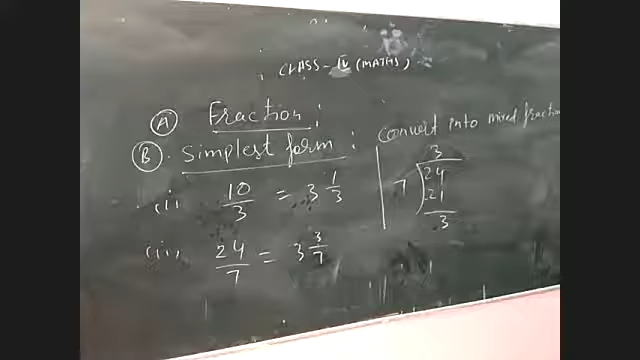 CLASS - IV (MATHS)
(A) Fraction :
(B). Simplest form : convert into mixed fraction
(i) 10/3 = 3 1/3
(ii) 24/7 = 3 3/7
3
7 ) 24
21
3